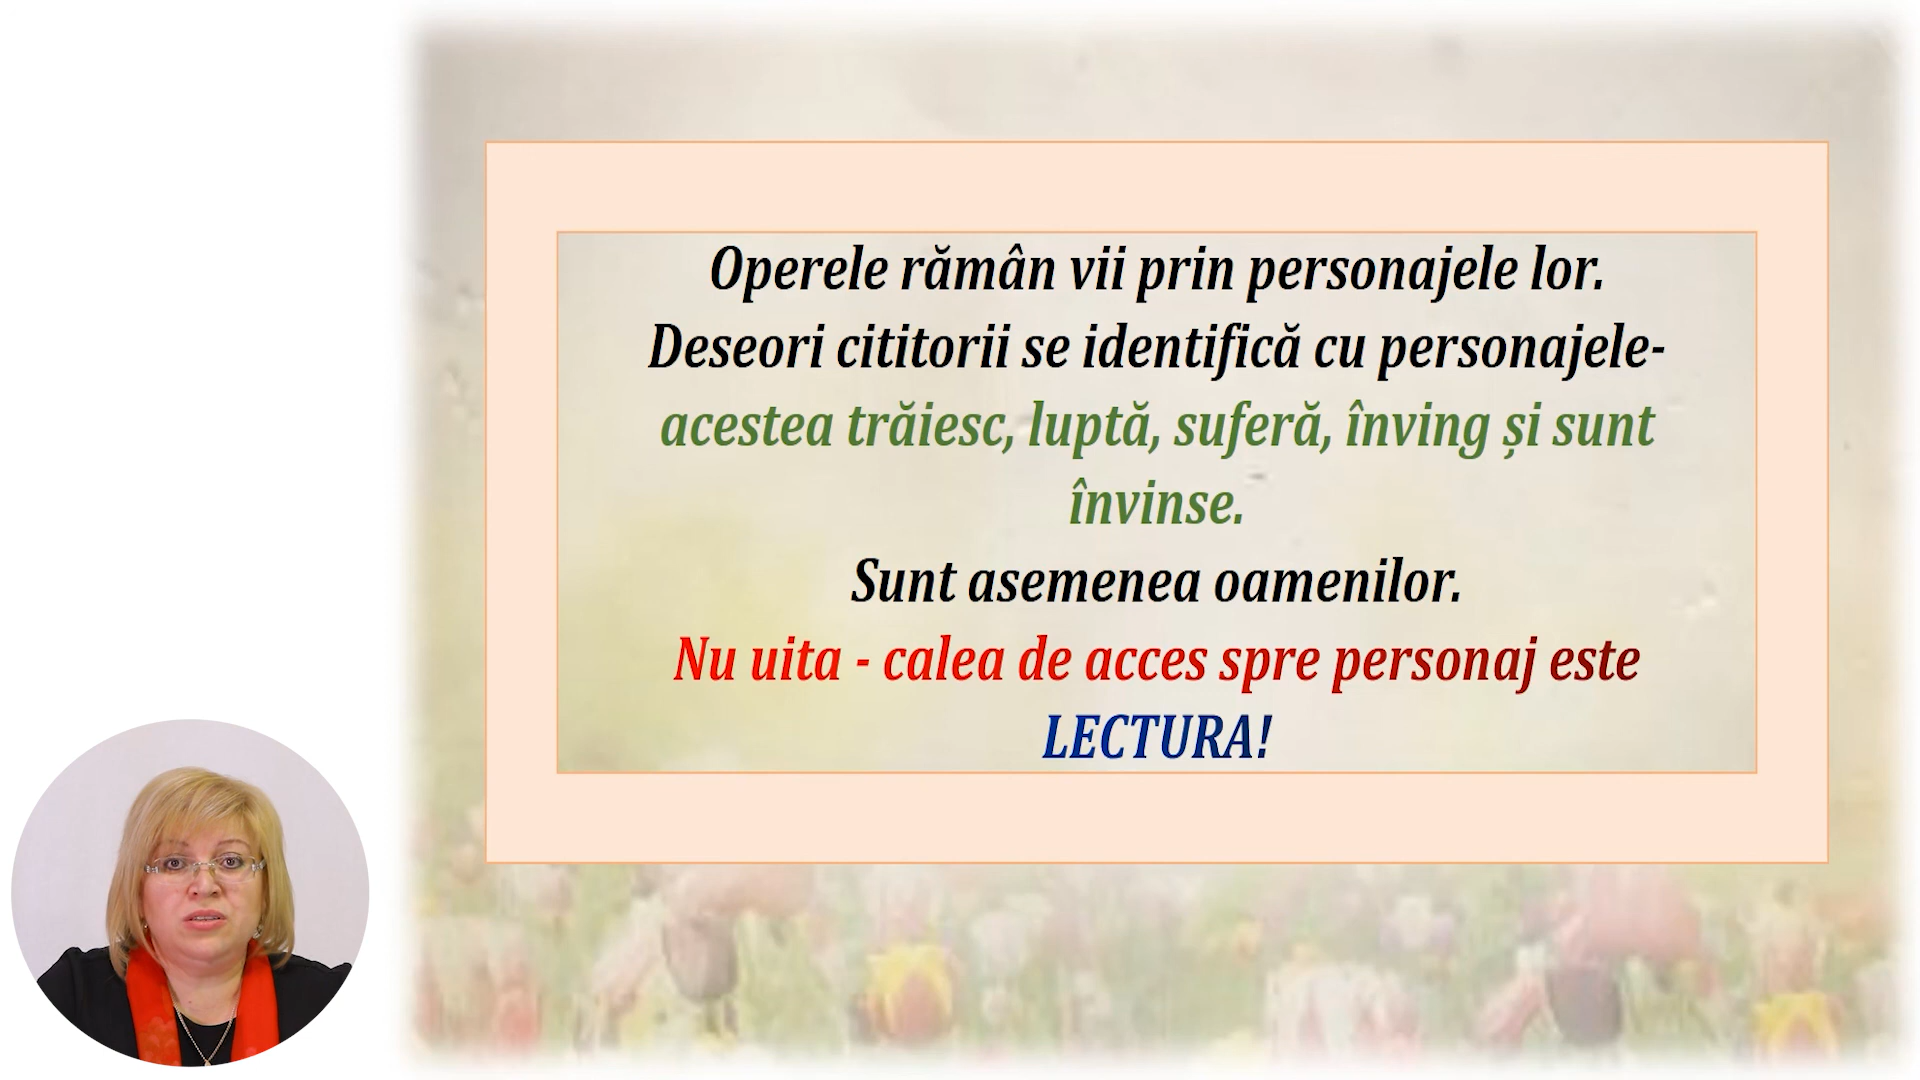 Operele rămân vii prin personajele lor.
Deseori cititorii se identifică cu personajele-
acestea trăiesc, luptă, suferă, înving și sunt
învinse.
Sunt asemenea oamenilor.
Nu uita - calea de acces spre personaj este
LECTURA!